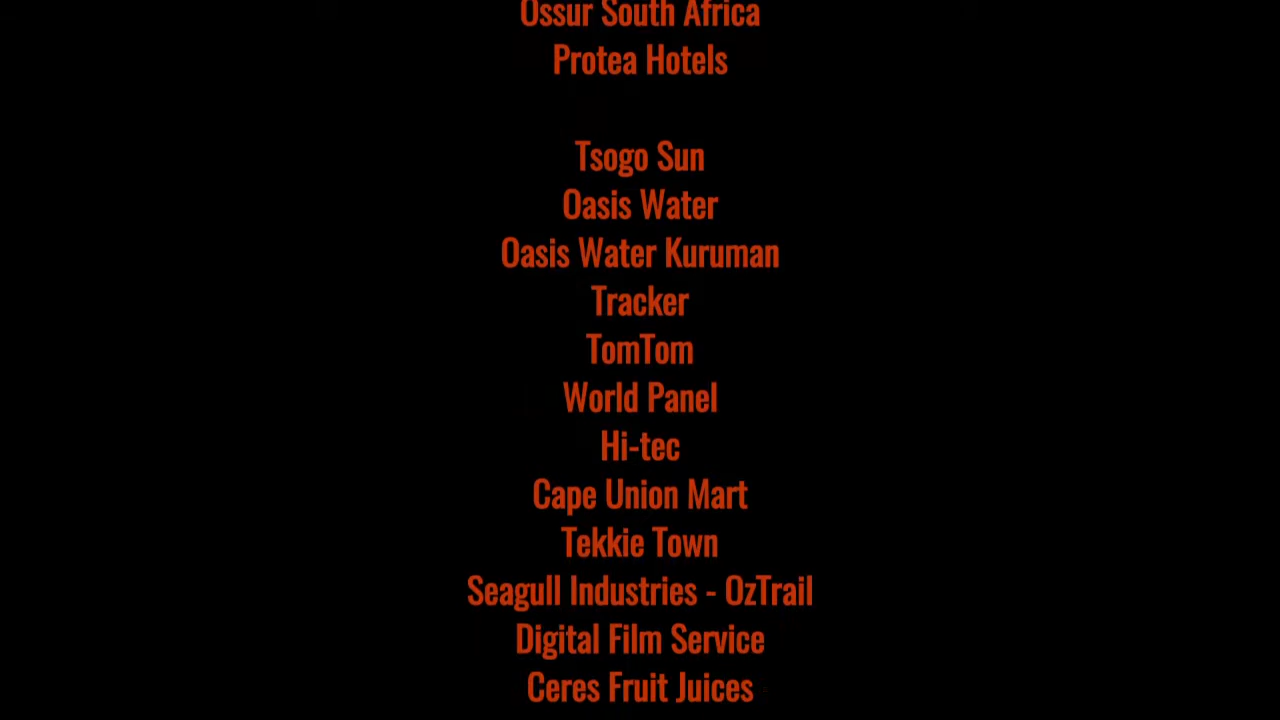 Ossur South Africa
Protea Hotels
Tsogo Sun
Oasis Water
Oasis Water Kuruman
Tracker
TomTom
World Panel
Hi-tec
Cape Union Mart
Tekkie Town
Seagull Industries - OzTrail
Digital Film Service
Ceres Fruit Juices